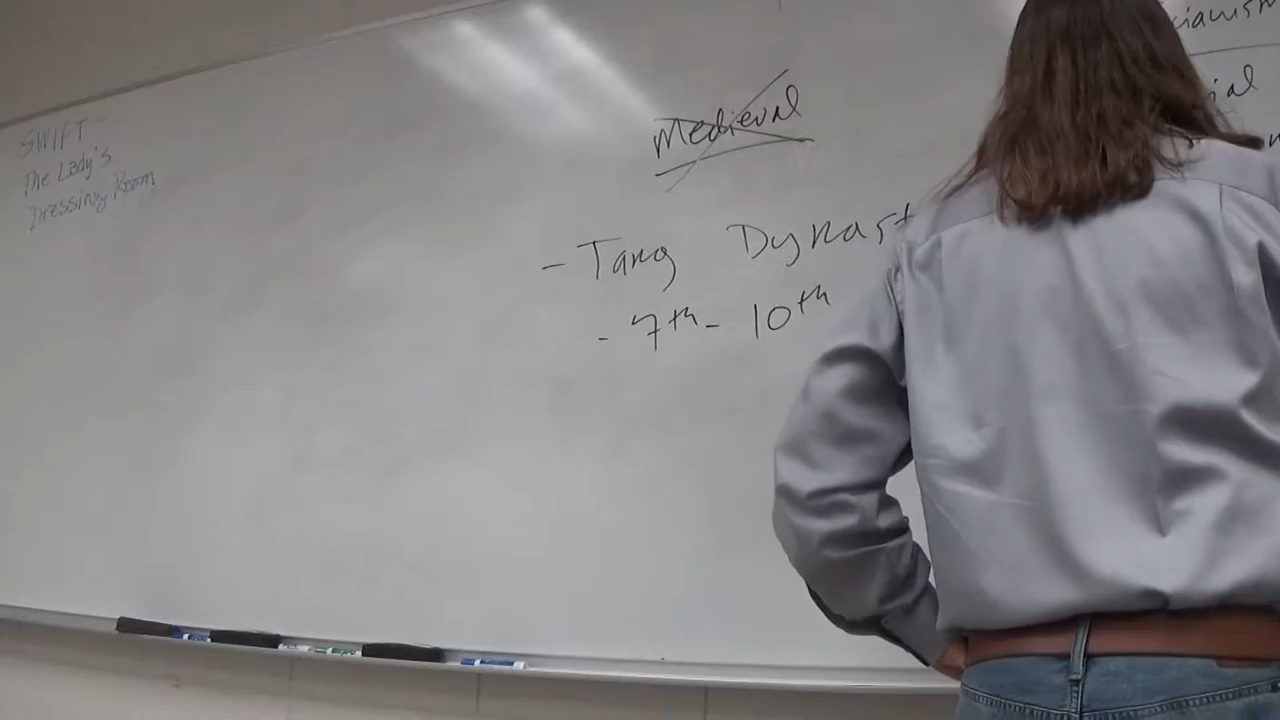 SWIFT-
The Lady's
Dressing Room
Medieval
- Tang Dynast
- 7th - 10th